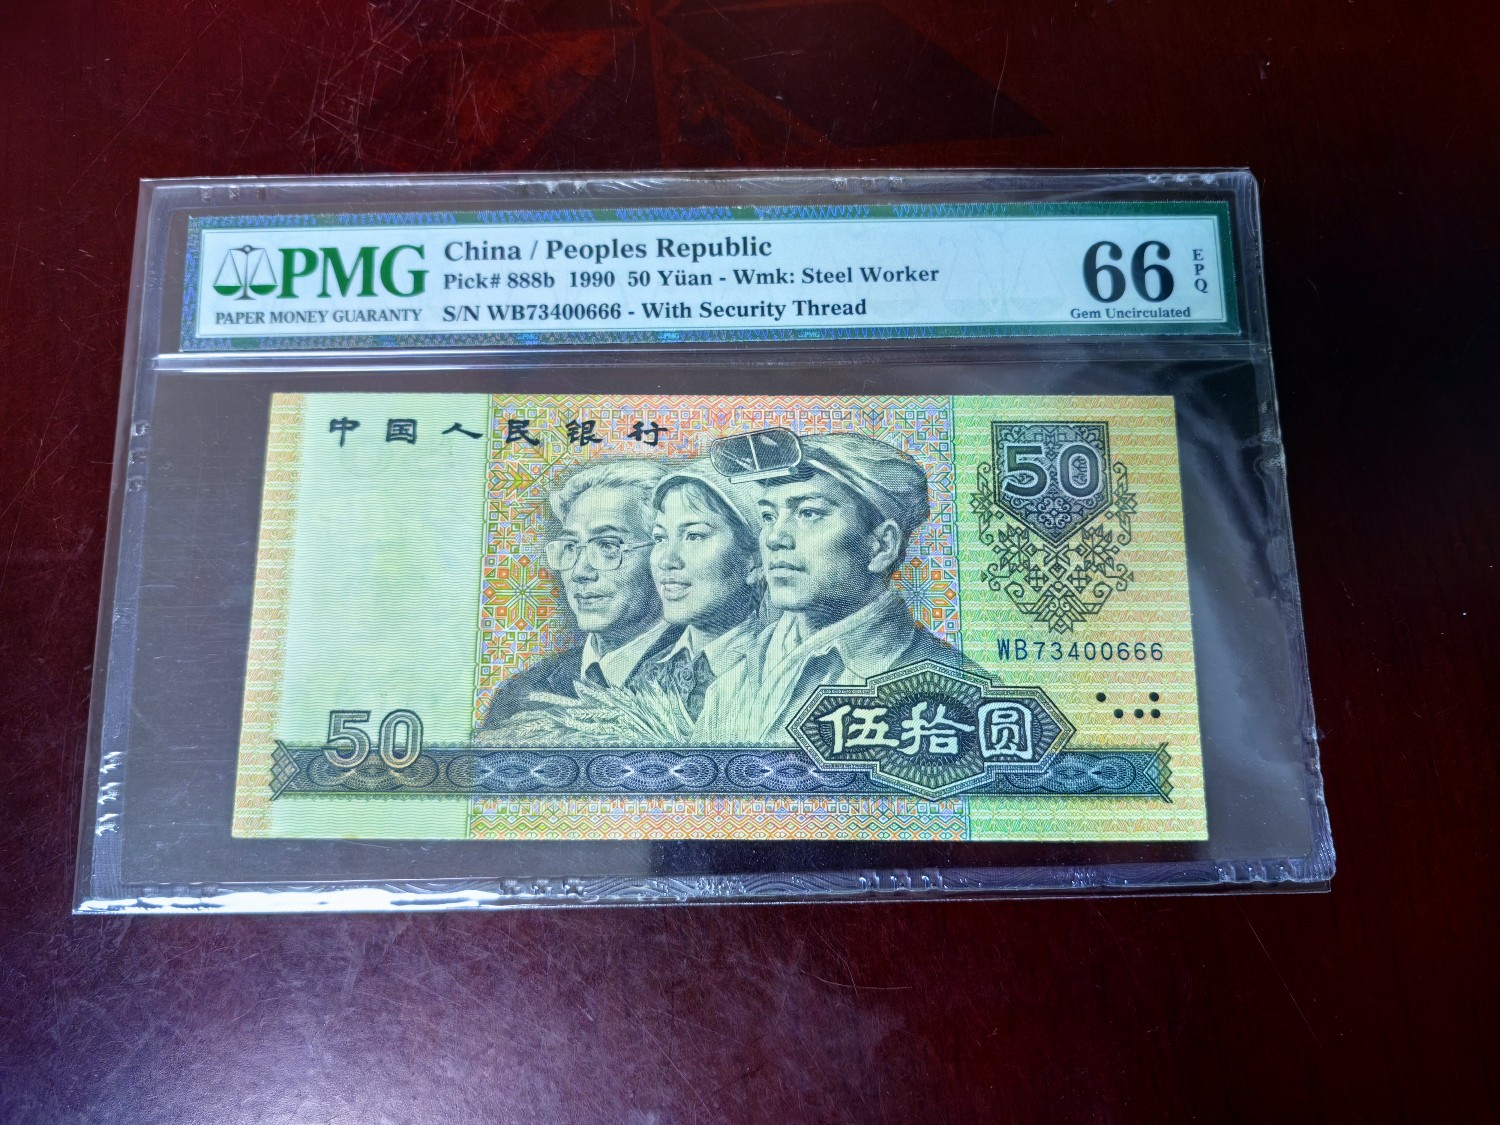 PMG
PAPER MONEY GUARANTY
China / Peoples Republic
Pick# 888b 1990 50 Yüan - Wmk: Steel Worker
S/N WB73400666 - With Security Thread
66
EPQ
Gem Uncirculated
中国人民银行
50
WB73400666
50
伍拾圆